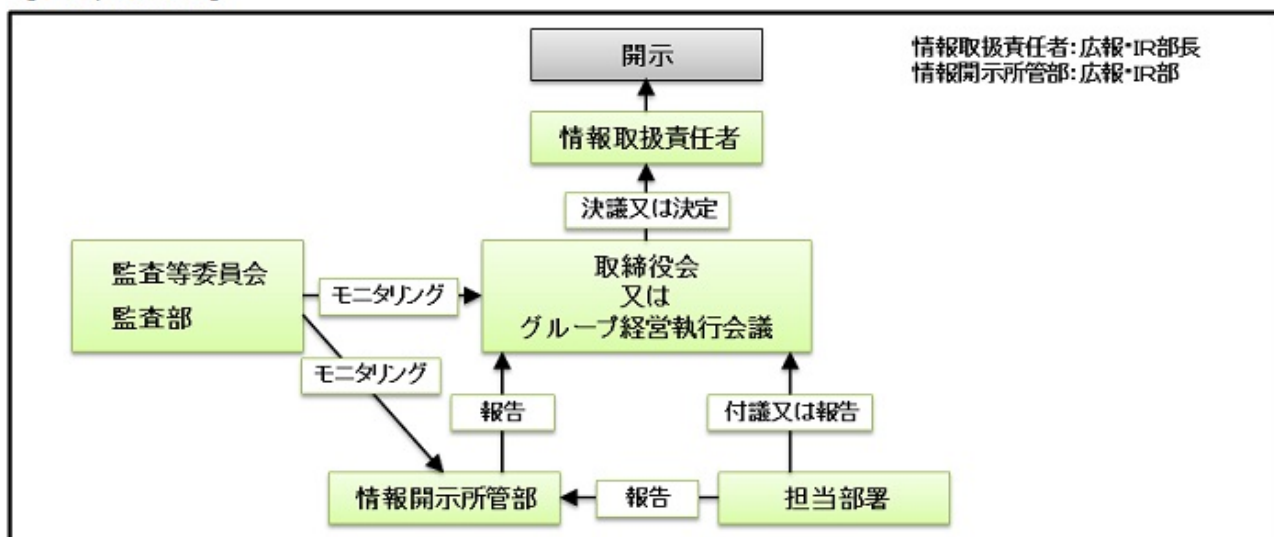 開示
情報取扱責任者:広報・IR部長
情報開示所管部:広報・IR部
情報取扱責任者
決議又は決定
監査等委員会
監査部
モニタリング
取締役会
又は
グループ経営執行会議
モニタリング
報告
付議又は報告
情報開示所管部
報告
担当部署